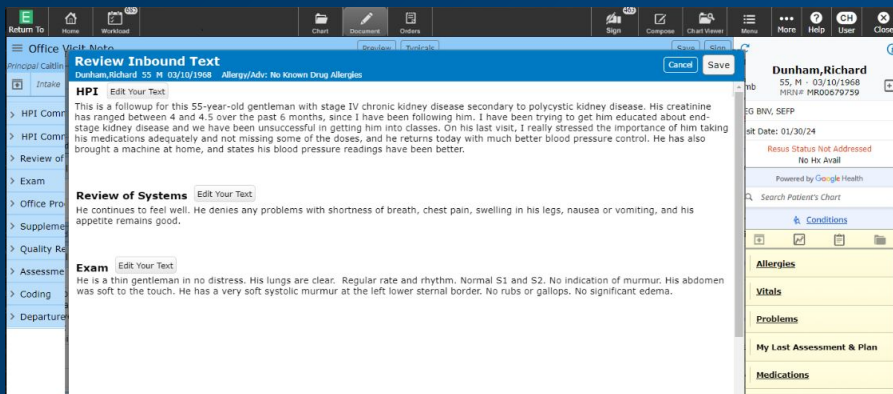 E
Return To
Home
692
Workload
Chart
Document
Orders
403
Sign
Compose
Chart Viewer
Menu
More
Help
CH
User
Close
Office Visit Note
Preview
Typicals
Save
Sign
Principal Caitlin
Intake
HPI Comm
HPI Comm
Review of
Exam
Office Pro
Suppleme
Quality Re
Assessme
Coding
Departure
Review Inbound Text
Dunham,Richard 55 M 03/10/1968 Allergy/Adv: No Known Drug Allergies
Cancel
Save
HPI Edit Your Text
This is a followup for this 55-year-old gentleman with stage IV chronic kidney disease secondary to polycystic kidney disease. His creatinine
has ranged between 4 and 4.5 over the past 6 months, since I have been following him. I have been trying to get him educated about end-
stage kidney disease and we have been unsuccessful in getting him into classes. On his last visit, I really stressed the importance of him taking
his medications adequately and not missing some of the doses, and he returns today with much better blood pressure control. He has also
brought a machine at home, and states his blood pressure readings have been better.
Review of Systems Edit Your Text
He continues to feel well. He denies any problems with shortness of breath, chest pain, swelling in his legs, nausea or vomiting, and his
appetite remains good.
Exam Edit Your Text
He is a thin gentleman in no distress. His lungs are clear. Regular rate and rhythm. Normal S1 and S2. No indication of murmur. His abdomen
was soft to the touch. He has a very soft systolic murmur at the left lower sternal border. No rubs or gallops. No significant edema.
Dunham,Richard
55, M · 03/10/1968
MRN# MR00679759
mb
EG BNV, SEFP
sit Date: 01/30/24
Resus Status Not Addressed
No Hx Avail
Powered by Google Health
Search Patient's Chart
Conditions
Allergies
Vitals
Problems
My Last Assessment & Plan
Medications